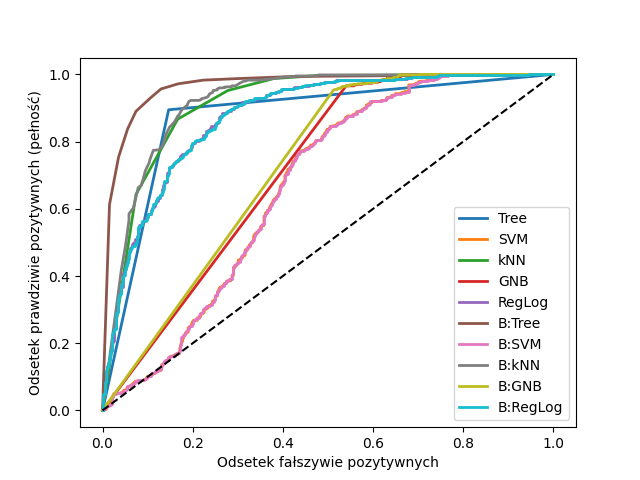 1.0
0.8
0.6
0.4
0.2
0.0
Odsetek prawdziwie pozytywnych (pełność)
Tree
SVM
kNN
GNB
RegLog
B:Tree
B:SVM
B:kNN
B:GNB
B:RegLog
0.0 0.2 0.4 0.6 0.8 1.0
Odsetek fałszywie pozytywnych